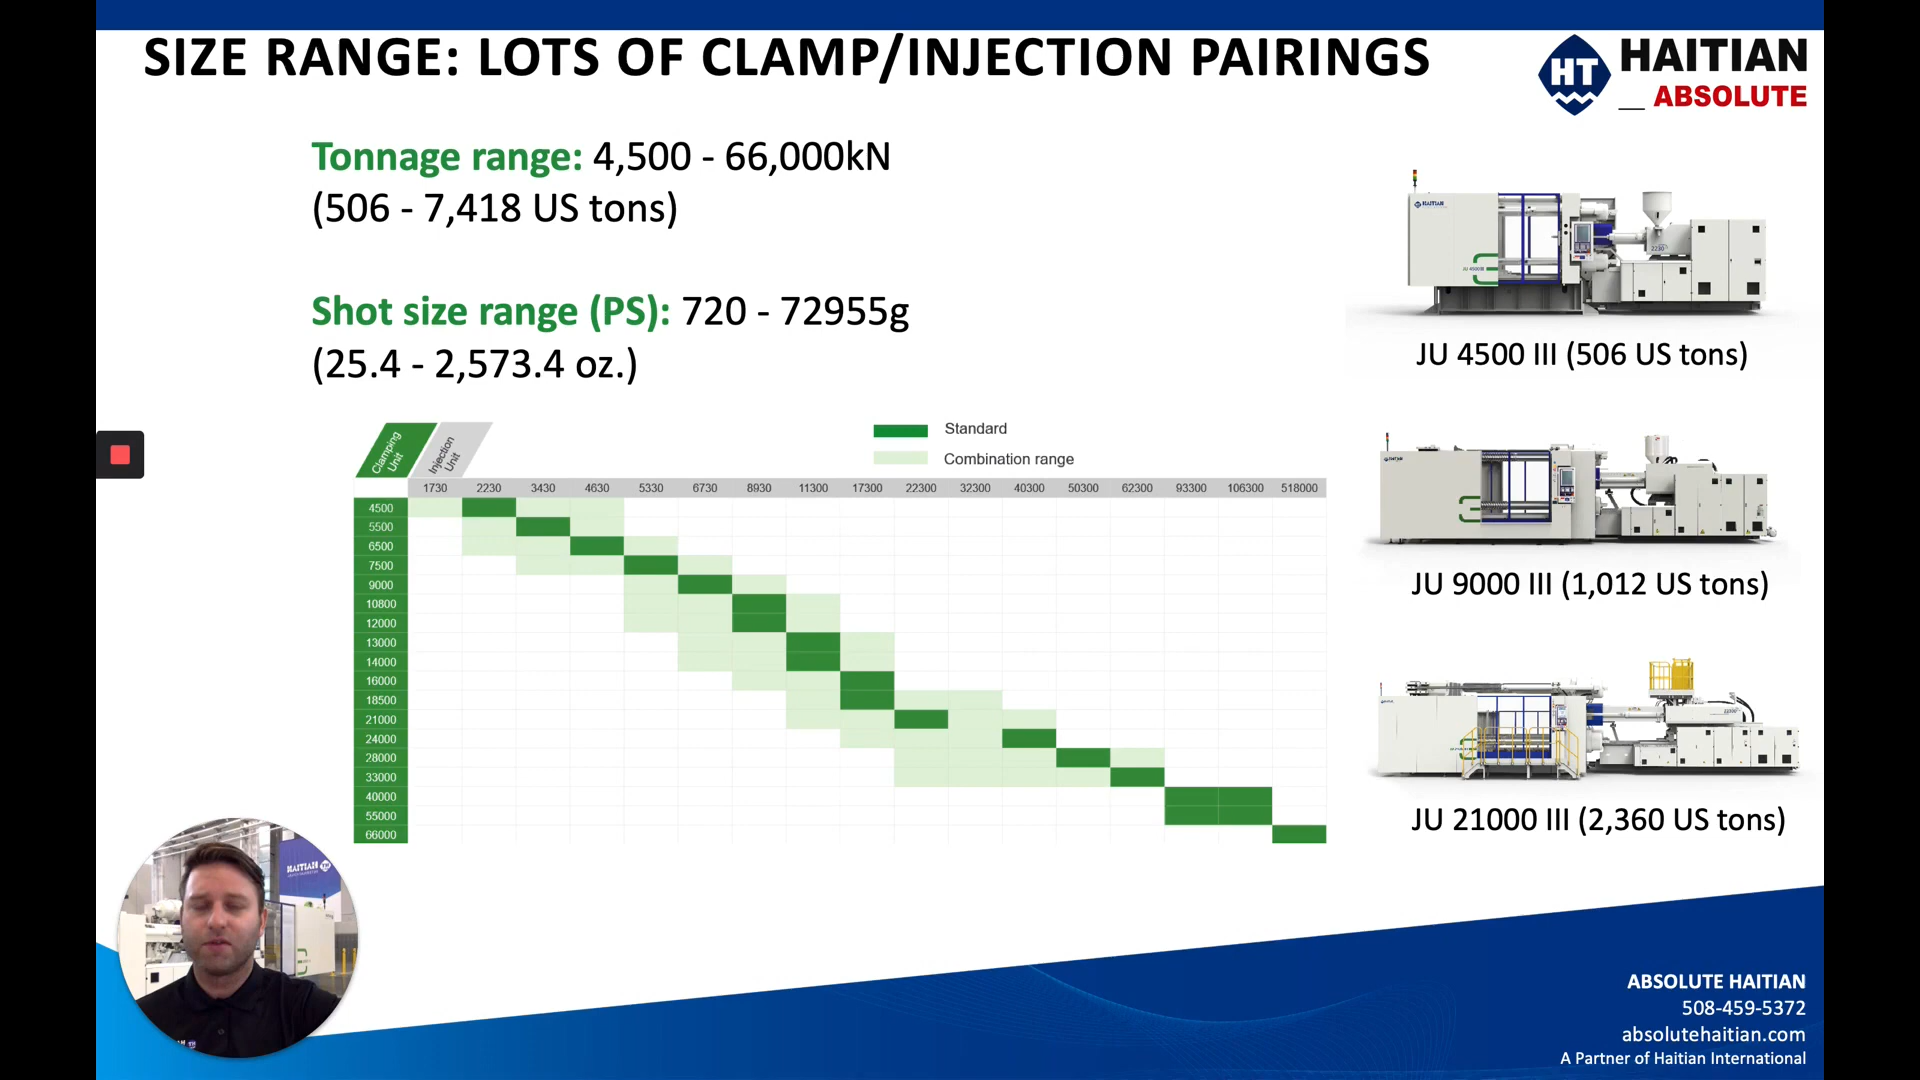 SIZE RANGE: LOTS OF CLAMP/INJECTION PAIRINGS
HT HAITIAN
ABSOLUTE
Tonnage range: 4,500 - 66,000kN
(506 - 7,418 US tons)
Shot size range (PS): 720 - 72955g
(25.4 - 2,573.4 oz.)
HAITIAN
JU 4500 III (506 US tons)
JU 9000 III (1,012 US tons)
JU 21000 III (2,360 US tons)
Standard
Combination range
Clamping
Unit
Injection
Unit
1730 2230 3430 4630 5330 6730 8930 11300 17300 22300 32300 40300 50300 62300 93300 106300 518000
4500
5500
6500
7500
9000
10800
12000
13000
14000
16000
18500
21000
24000
28000
33000
40000
55000
66000
HAITIAN
ABSOLUTE HAITIAN
508-459-5372
absolutehaitian.com
A Partner of Haitian International